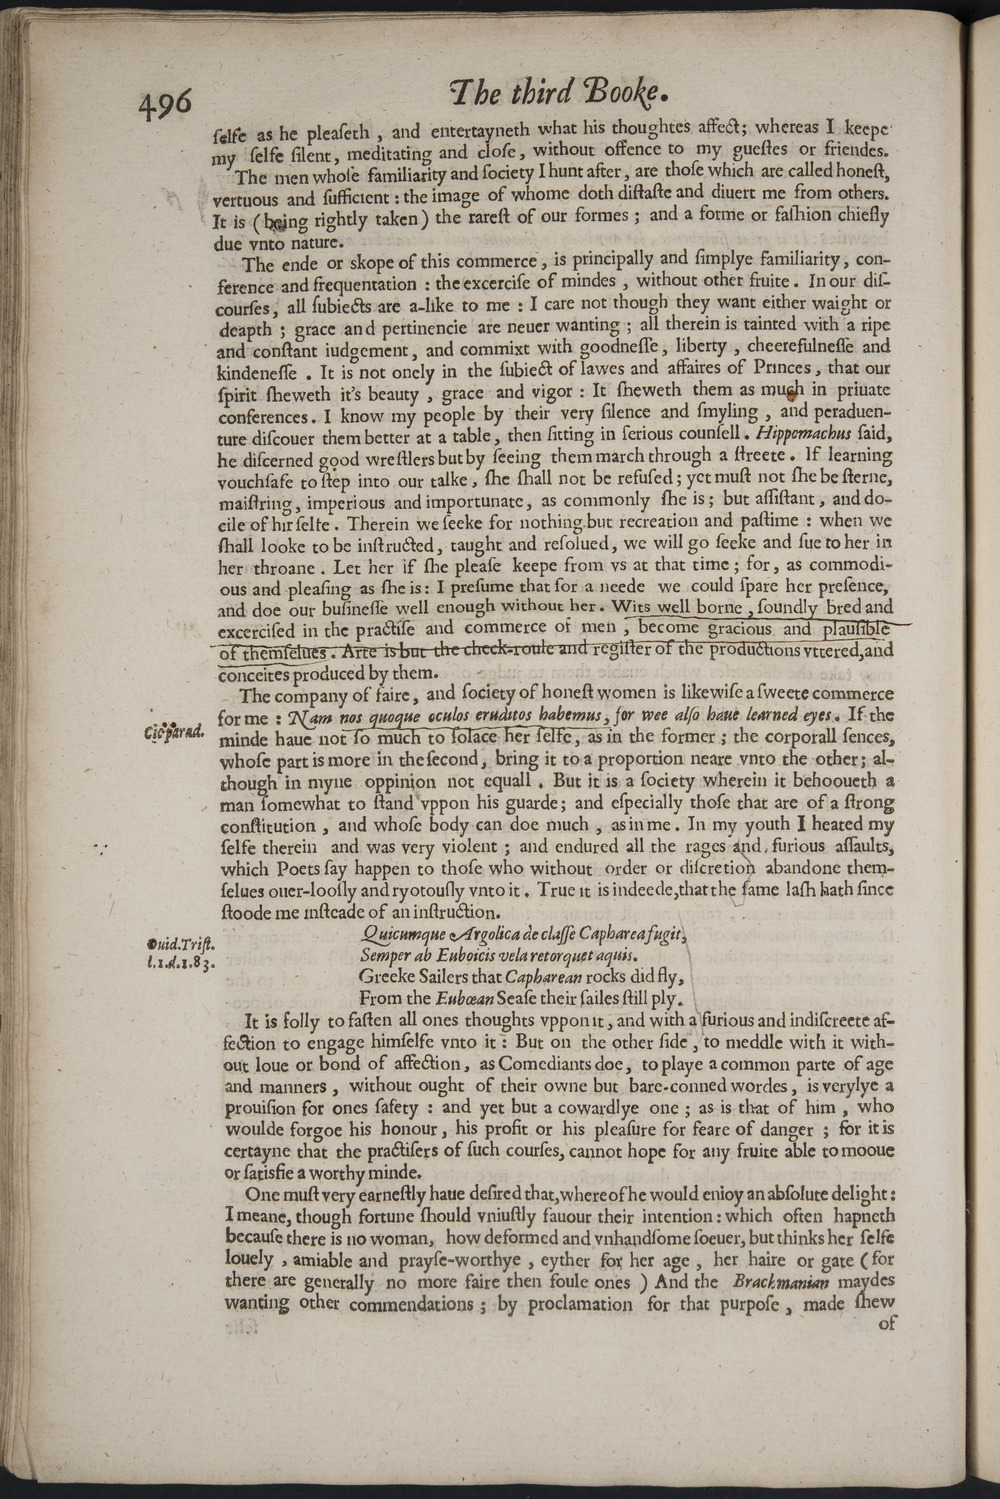 496
The third Booke.
ſelfe as he pleaſeth , and entertayneth what his thoughtes affect; whereas I keepe
my ſelfe ſilent, meditating and cloſe, without offence to my gueſtes or friendes.
The men whoſe familiarity and ſociety I hunt after , are thoſe which are called honeſt,
vertuous and ſufficient : the image of whome doth diſtaſte and diuert me from others.
It is ( being rightly taken ) the rareſt of our formes ; and a forme or faſhion chiefly
due vnto nature.
The ende or skope of this commerce , is principally and ſimplye familiarity, con-
ference and frequentation : the excerciſe of mindes , without other fruite . In our diſ-
courſes, all ſubiects are a-like to me : I care not though they want either waight or
deapth ; grace and pertinencie are neuer wanting ; all therein is tainted with a ripe
and conſtant iudgement, and commixt with goodneſſe, liberty , cheerefulneſſe and
kindeneſſe . It is not onely in the ſubiect of lawes and affaires of Princes, that our
ſpirit ſheweth it's beauty , grace and vigor : It ſheweth them as much in priuate
conferences. I know my people by their very ſilence and ſmyling , and peraduen-
ture diſcouer them better at a table, then ſitting in ſerious counſell. Hippomachus ſaid,
he diſcerned good wreſtlers but by ſeeing them march through a ſtreete . If learning
vouchſafe to ſtep into our talke, ſhe ſhall not be refuſed ; yet muſt not ſhe be ſterne,
maiſtring, imperious and importunate, as commonly ſhe is ; but aſſiſtant , and do-
cile of hir ſelfe . Therein we ſeeke for nothing but recreation and paſtime : when we
ſhall looke to be inſtructed, taught and reſolued, we will go ſeeke and ſue to her in
her throane . Let her if ſhe pleaſe keepe from vs at that time ; for, as commodi-
ous and pleaſing as ſhe is : I preſume that for a neede we could ſpare her preſence,
and doe our buſineſſe well enough without her. Wits well borne , ſoundly bred and
excerciſed in the practiſe and commerce of men , become gracious and plauſible
of themſelues . Arte is but the check-roule and regiſter of the productions vttered, and
conceites produced by them.
The company of faire, and ſociety of honeſt women is likewiſe a ſweete commerce
for me : Nam nos quoque oculos eruditos habemus, for wee alſo haue learned eyes. If the
Cic. parad.
minde haue not ſo much to ſolace her ſelfe, as in the former ; the corporall ſences,
whoſe part is more in the ſecond, bring it to a proportion neare vnto the other; al-
though in myne oppinion not equall . But it is a ſociety wherein it behooueth a
man ſomewhat to ſtand vppon his guarde; and eſpecially thoſe that are of a ſtrong
conſtitution , and whoſe body can doe much , as in me . In my youth I heated my
ſelfe therein and was very violent ; and endured all the rages and furious aſſaults,
which Poets ſay happen to thoſe who without order or diſcretion abandone them-
ſelues ouer-looſly and ryotouſly vnto it . True it is indeede, that the ſame laſh hath ſince
ſtoode me inſteade of an inſtruction.
Quicumque Argolica de claſſe Capharea fugit,
Ouid. Triſt.
l.1.el.1.83.
Semper ab Euboicis vela retorquet aquis.
Greeke Sailers that Capharean rocks did fly,
From the Eubœan Seaſe their ſailes ſtill ply.
It is folly to faſten all ones thoughts vppon it , and with a furious and indiſcreete af-
fection to engage himſelfe vnto it : But on the other ſide , to meddle with it with-
out loue or bond of affection, as Comediants doe, to playe a common parte of age
and manners , without ought of their owne but bare-conned wordes, is verylye a
prouiſion for ones ſafety : and yet but a cowardlye one ; as is that of him , who
woulde forgoe his honour , his profit or his pleaſure for feare of danger ; for it is
certayne that the practiſers of ſuch courſes, cannot hope for any fruite able to mooue
or ſatisfie a worthy minde.
One muſt very earneſtly haue deſired that, whereof he would enioy an abſolute delight :
I meane, though fortune ſhould vniuſtly fauour their intention : which often hapneth
becauſe there is no woman, how deformed and vnhandſome ſoeuer, but thinks her ſelfe
louely , amiable and prayſe-worthye , eyther for her age , her haire or gate ( for
there are generally no more faire then foule ones ) And the Brachmanian maydes
wanting other commendations ; by proclamation for that purpoſe , made ſhew
of